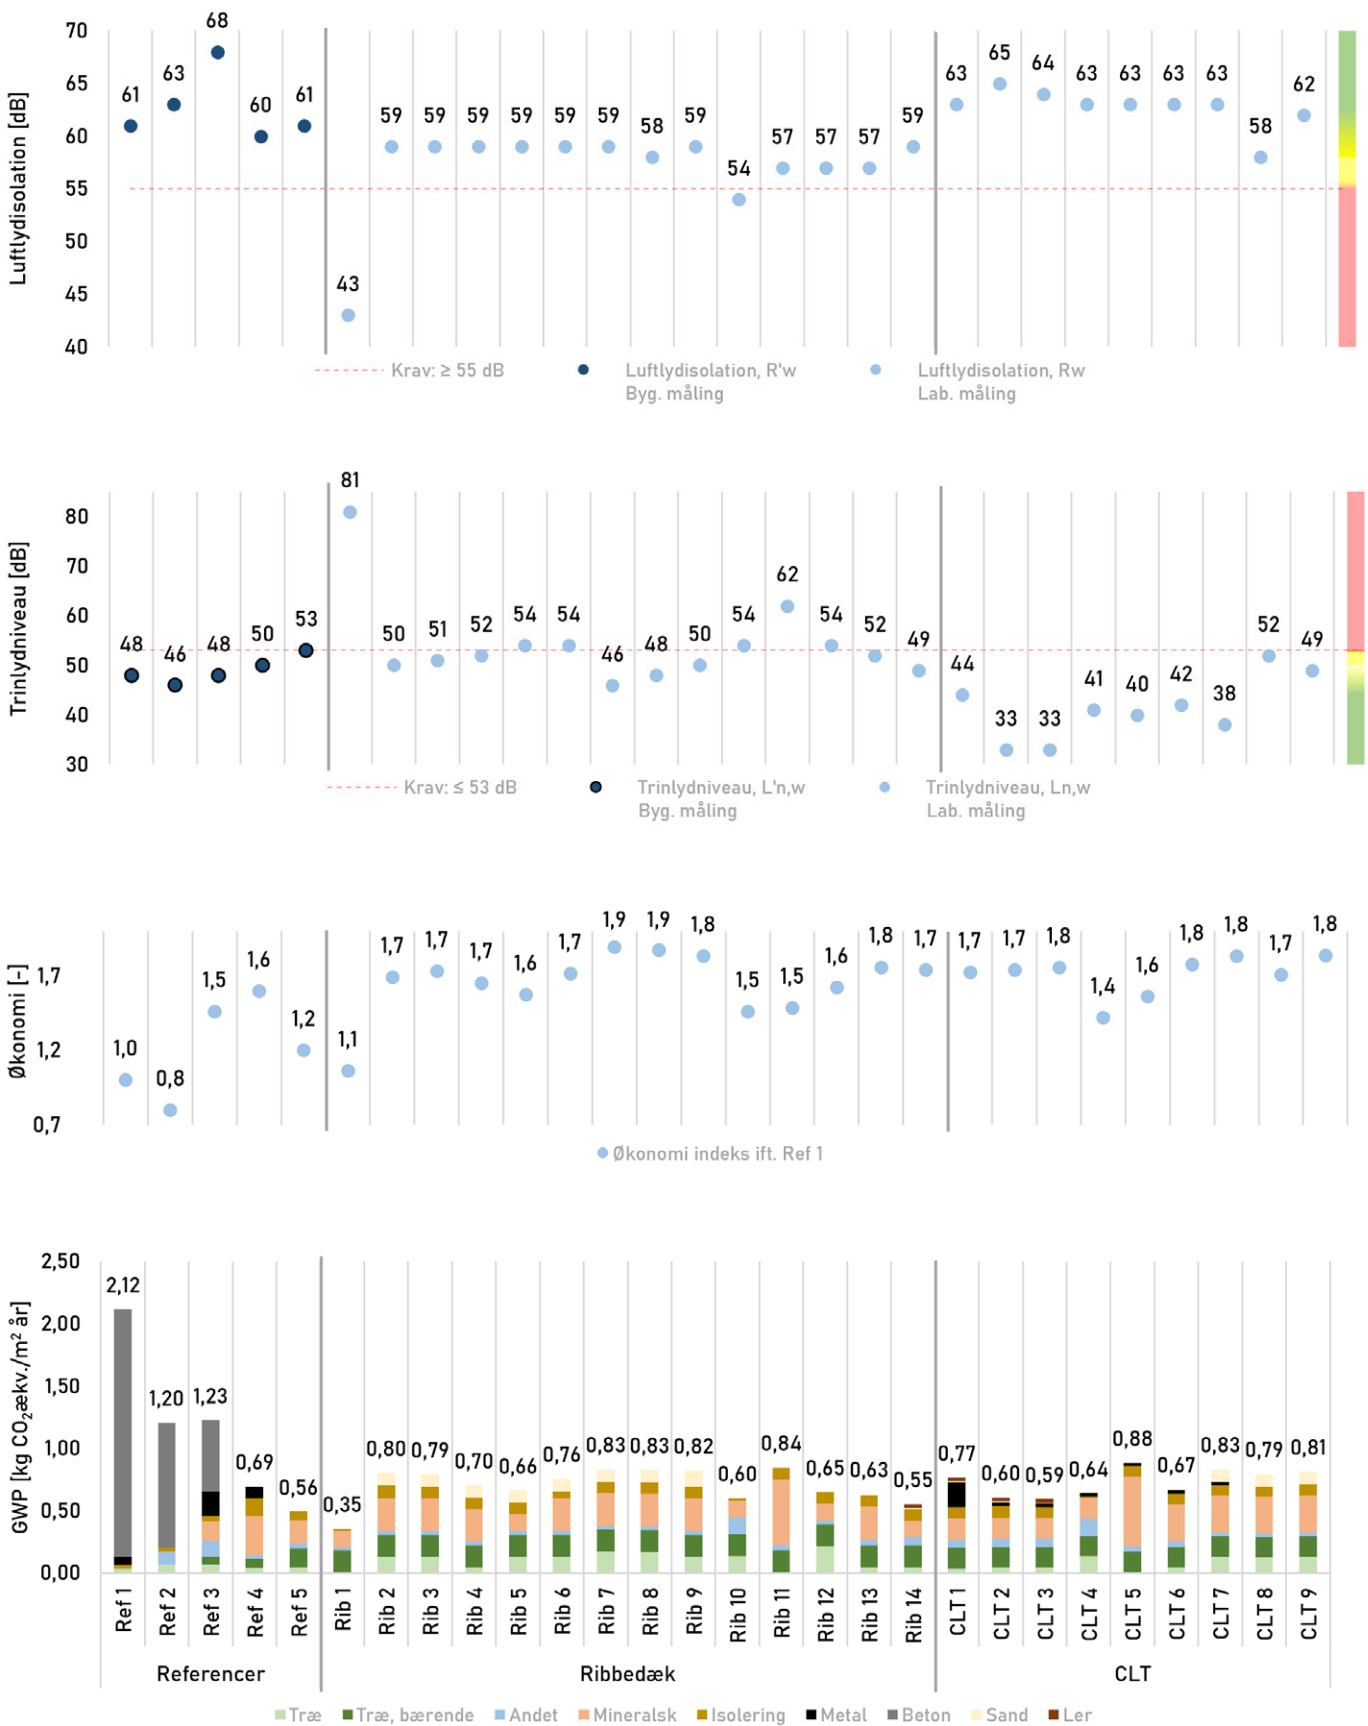 Luftlydisolation [dB]
70
65
60
55
50
45
40
61
63
68
60
61
43
59
59
59
59
59
59
58
59
54
57
57
57
59
63
65
64
63
63
63
63
58
62
Krav: ≥ 55 dB
Luftlydisolation, R'w
Byg. måling
Luftlydisolation, Rw
Lab. måling
Trinlydniveau [dB]
80
70
60
50
40
30
48
46
48
50
53
81
50
51
52
54
54
46
48
50
54
62
54
52
49
44
33
33
41
40
42
38
52
49
Krav: ≤ 53 dB
Trinlydniveau, L'n,w
Byg. måling
Trinlydniveau, Ln,w
Lab. måling
Økonomi [-]
1,7
1,2
0,7
1,0
0,8
1,5
1,6
1,2
1,1
1,7
1,7
1,7
1,6
1,7
1,9
1,9
1,8
1,5
1,5
1,6
1,8
1,7
1,7
1,7
1,8
1,4
1,6
1,8
1,8
1,7
1,8
Økonomi indeks ift. Ref 1
GWP [kg CO₂ækv./m² år]
2,50
2,00
1,50
1,00
0,50
0,00
2,12
1,20
1,23
0,69
0,56
0,35
0,80
0,79
0,70
0,66
0,76
0,83
0,83
0,82
0,60
0,84
0,65
0,63
0,55
0,77
0,60
0,59
0,64
0,88
0,67
0,83
0,79
0,81
Ref 1
Ref 2
Ref 3
Ref 4
Ref 5
Rib 1
Rib 2
Rib 3
Rib 4
Rib 5
Rib 6
Rib 7
Rib 8
Rib 9
Rib 10
Rib 11
Rib 12
Rib 13
Rib 14
CLT 1
CLT 2
CLT 3
CLT 4
CLT 5
CLT 6
CLT 7
CLT 8
CLT 9
Referencer
Ribbedæk
CLT
Træ
Træ, bærende
Andet
Mineralsk
Isolering
Metal
Beton
Sand
Ler